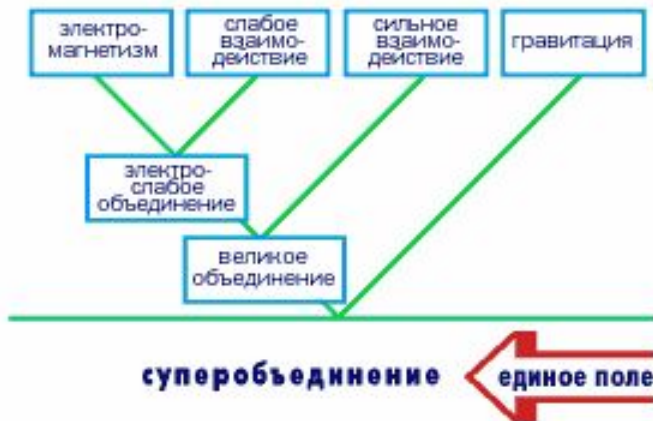 электро-
магнетизм
слабое
взаимо-
действие
сильное
взаимо-
действие
гравитация
электро-
слабое
объединение
великое
объединение
суперобъединение
единое поле